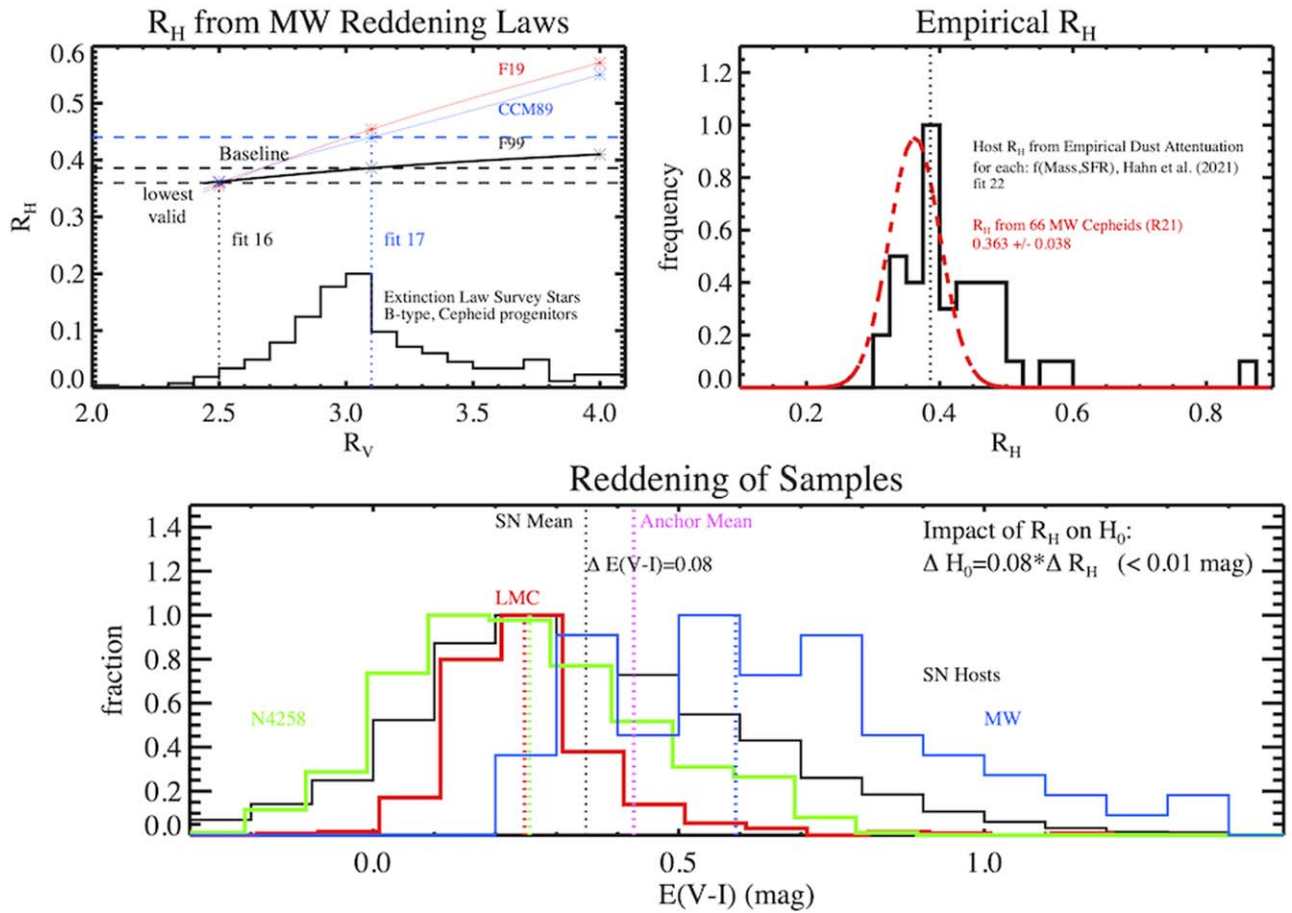 R_H from MW Reddening Laws
0.6
0.5
0.4
0.3
0.2
0.1
0.0
R_H
F19
CCM89
F99
Baseline
lowest
valid
fit 16
fit 17
Extinction Law Survey Stars
B-type, Cepheid progenitors
2.0 2.5 3.0 3.5 4.0
R_V
Empirical R_H
1.2
1.0
0.8
0.6
0.4
0.2
0.0
frequency
Host R_H from Empirical Dust Attentuation
for each: f(Mass,SFR), Hahn et al. (2021)
fit 22
R_H from 66 MW Cepheids (R21)
0.363 +/- 0.038
0.2 0.4 0.6 0.8
R_H
Reddening of Samples
1.4
1.2
1.0
0.8
0.6
0.4
0.2
0.0
fraction
SN Mean
Anchor Mean
Δ E(V-I)=0.08
LMC
N4258
Impact of R_H on H_0:
Δ H_0=0.08*Δ R_H (< 0.01 mag)
SN Hosts
MW
0.0 0.5 1.0
E(V-I) (mag)